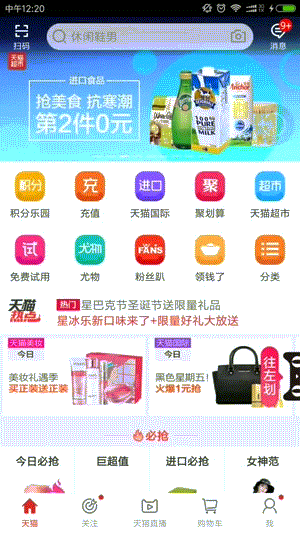 中午12:20
扫码
休闲鞋男
9+
消息
天猫超市
进口食品
抢美食 抗寒潮
第2件0元
100% PURE
MILK
Anchor
积分
充
进口
聚
超市
积分乐园
充值
天猫国际
聚划算
天猫超市
试
尤物
FANS
免费试用
尤物
粉丝趴
领钱了
分类
天猫热点
热门
星巴克节圣诞节送限量礼品
星冰乐新口味来了+限量好礼大放送
天猫美妆
今日
美妆礼遇季
买正装送正装
天猫国际
今日
黑色星期五!
火爆1元抢
往左划
必抢
今日必抢
巨超值
进口必抢
女神范
天猫
关注
天猫直播
购物车
我